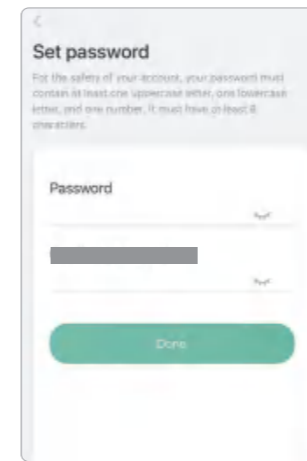 Set password
For the safety of your account, your password must
contain at least one uppercase letter, one lowercase
letter, and one number. It must have at least 8
characters.
Password
Done